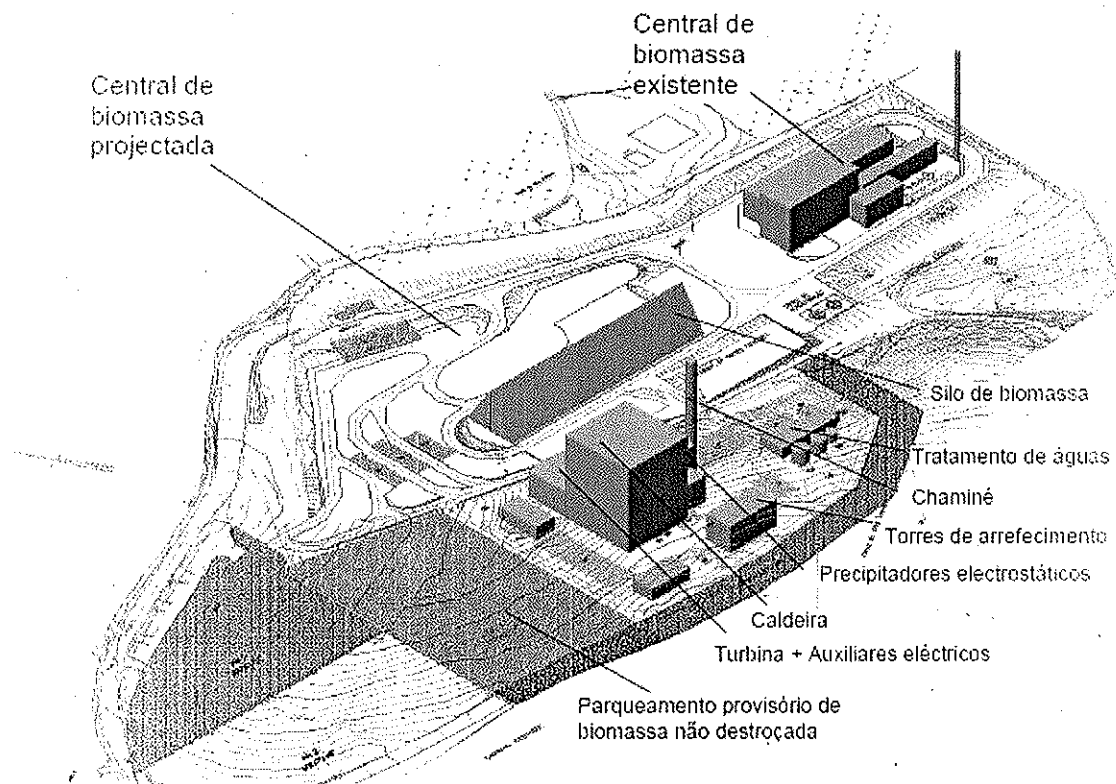 Central de
biomassa
existente
Central de
biomassa
projectada
Silo de biomassa
Tratamento de águas
Chaminé
Torres de arrefecimento
Precipitadores electrostáticos
Caldeira
Turbina + Auxiliares eléctricos
Parqueamento provisório de
biomassa não destroçada